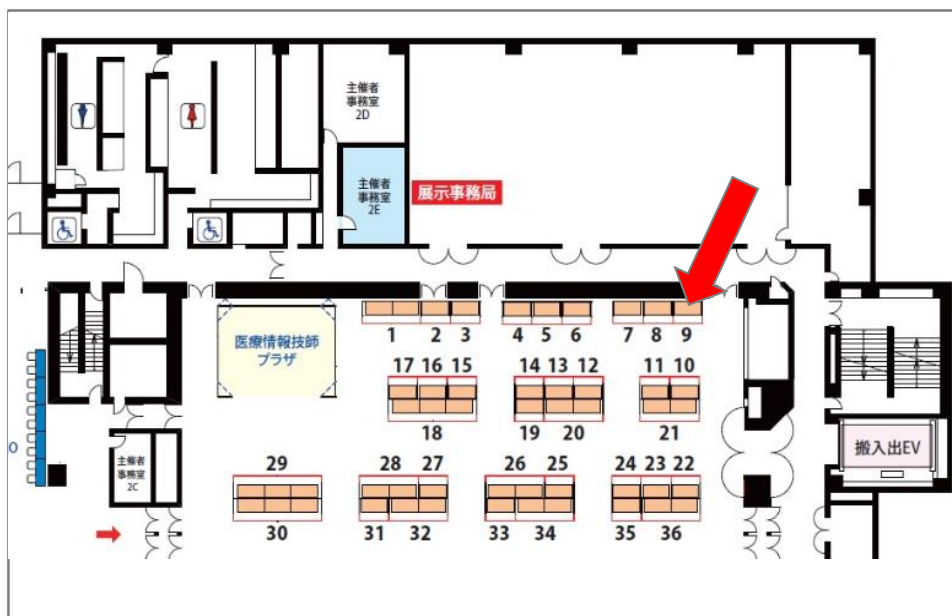 主催者
事務室
2D
主催者
事務室
2E
展示事務局
医療情報技師
プラザ
1 2 3 4 5 6 7 8 9
17 16 15 14 13 12 11 10
18 19 20 21
搬入出EV
O
主催者
事務室
2C
29 28 27 26 25 24 23 22
30 31 32 33 34 35 36